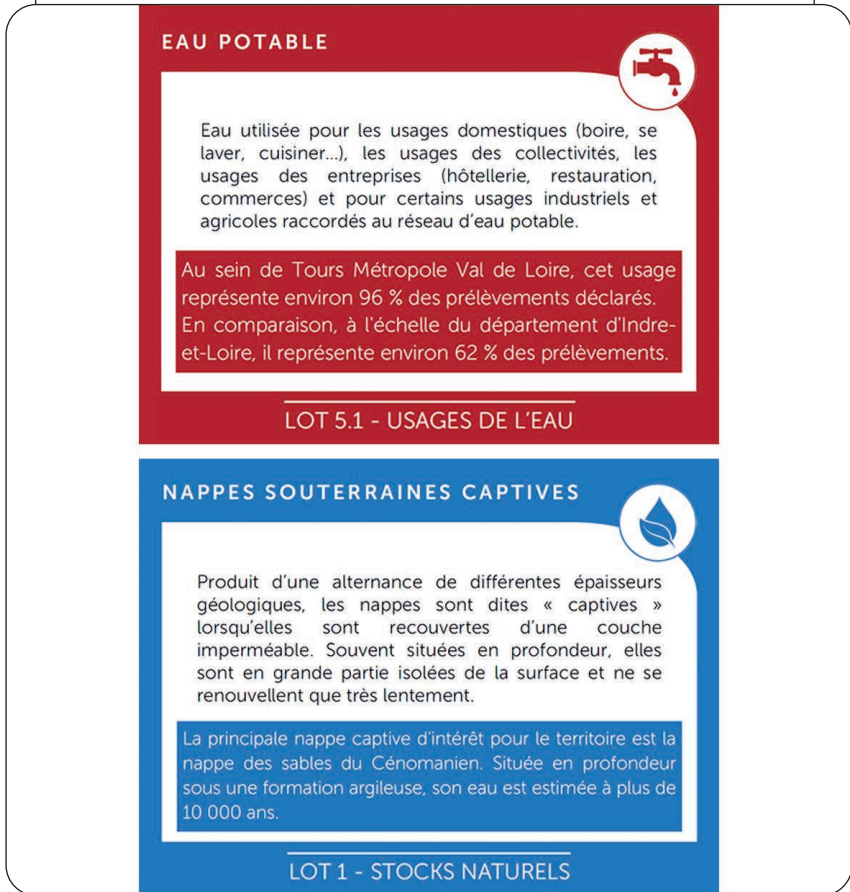 EAU POTABLE
Eau utilisée pour les usages domestiques (boire, se
laver, cuisiner...), les usages des collectivités, les
usages des entreprises (hôtellerie, restauration,
commerces) et pour certains usages industriels et
agricoles raccordés au réseau d'eau potable.
Au sein de Tours Métropole Val de Loire, cet usage
représente environ 96 % des prélèvements déclarés.
En comparaison, à l'échelle du département d'Indre-
et-Loire, il représente environ 62 % des prélèvements.
LOT 5.1 - USAGES DE L'EAU
NAPPES SOUTERRAINES CAPTIVES
Produit d'une alternance de différentes épaisseurs
géologiques, les nappes sont dites « captives »
lorsqu'elles sont recouvertes d'une couche
imperméable. Souvent situées en profondeur, elles
sont en grande partie isolées de la surface et ne se
renouvellent que très lentement.
La principale nappe captive d'intérêt pour le territoire est la
nappe des sables du Cénomanien. Située en profondeur
sous une formation argileuse, son eau est estimée à plus de
10 000 ans.
LOT 1 - STOCKS NATURELS